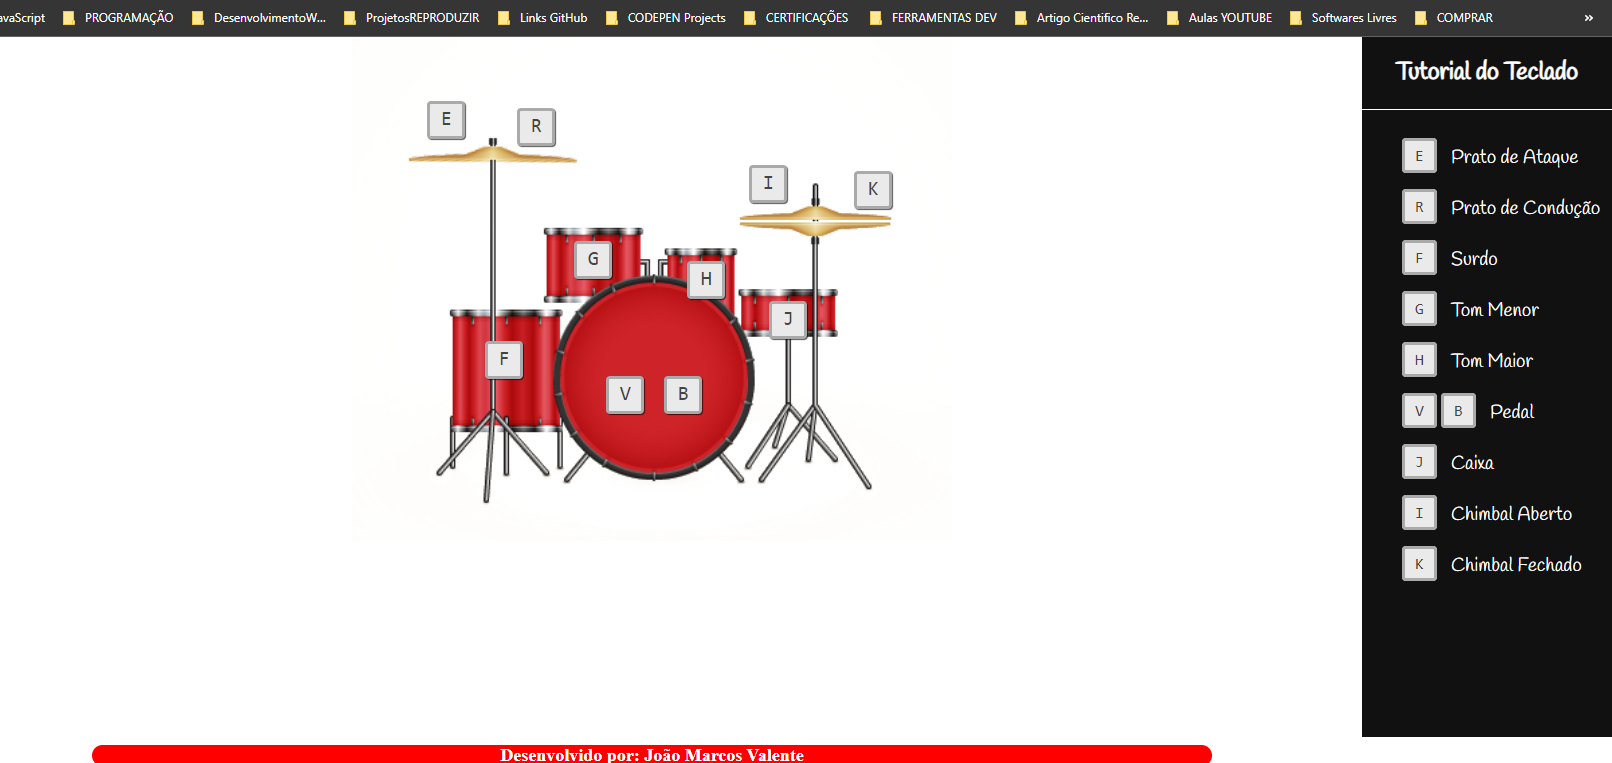 avaScript PROGRAMAÇÃO DesenvolvimentoW... ProjetosREPRODUZIR Links GitHub CODEPEN Projects CERTIFICAÇÕES FERRAMENTAS DEV Artigo Cientifico Re... Aulas YOUTUBE Softwares Livres COMPRAR »
Tutorial do Teclado
E R
I K
G
H
J
F
V B
E Prato de Ataque
R Prato de Condução
F Surdo
G Tom Menor
H Tom Maior
V B Pedal
J Caixa
I Chimbal Aberto
K Chimbal Fechado
Desenvolvido por: João Marcos Valente